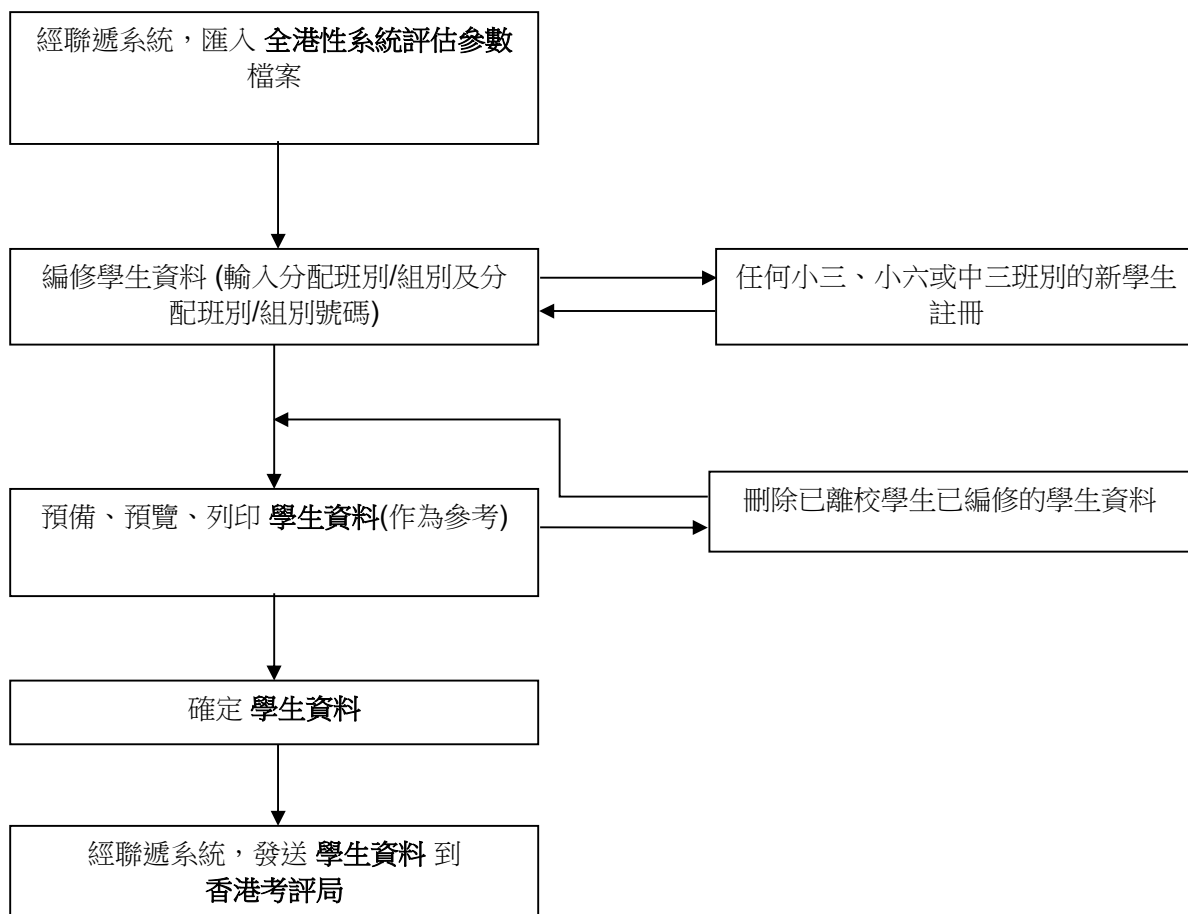 經聯遞系統，匯入 全港性系統評估參數
檔案
編修學生資料 (輸入分配班別/組別及分
配班別/組別號碼)
任何小三、小六或中三班別的新學生
註冊
預備、預覽、列印 學生資料(作為參考)
刪除已離校學生已編修的學生資料
確定 學生資料
經聯遞系統，發送 學生資料 到
香港考評局